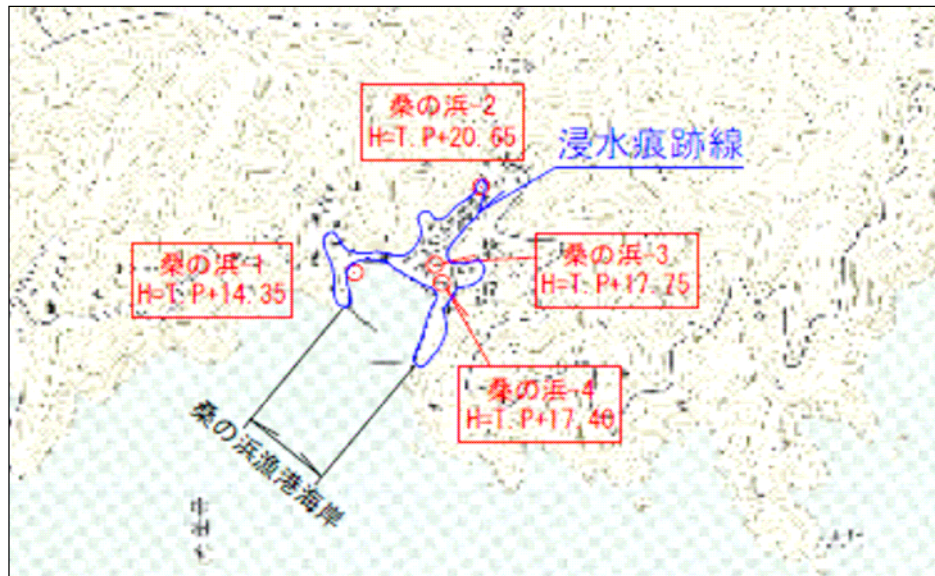 桑の浜-2
H=T.P+20.65
浸水痕跡線
桑の浜-1
H=T.P+14.35
桑の浜-3
H=T.P+17.75
桑の浜-4
H=T.P+17.40
桑の浜漁港海岸